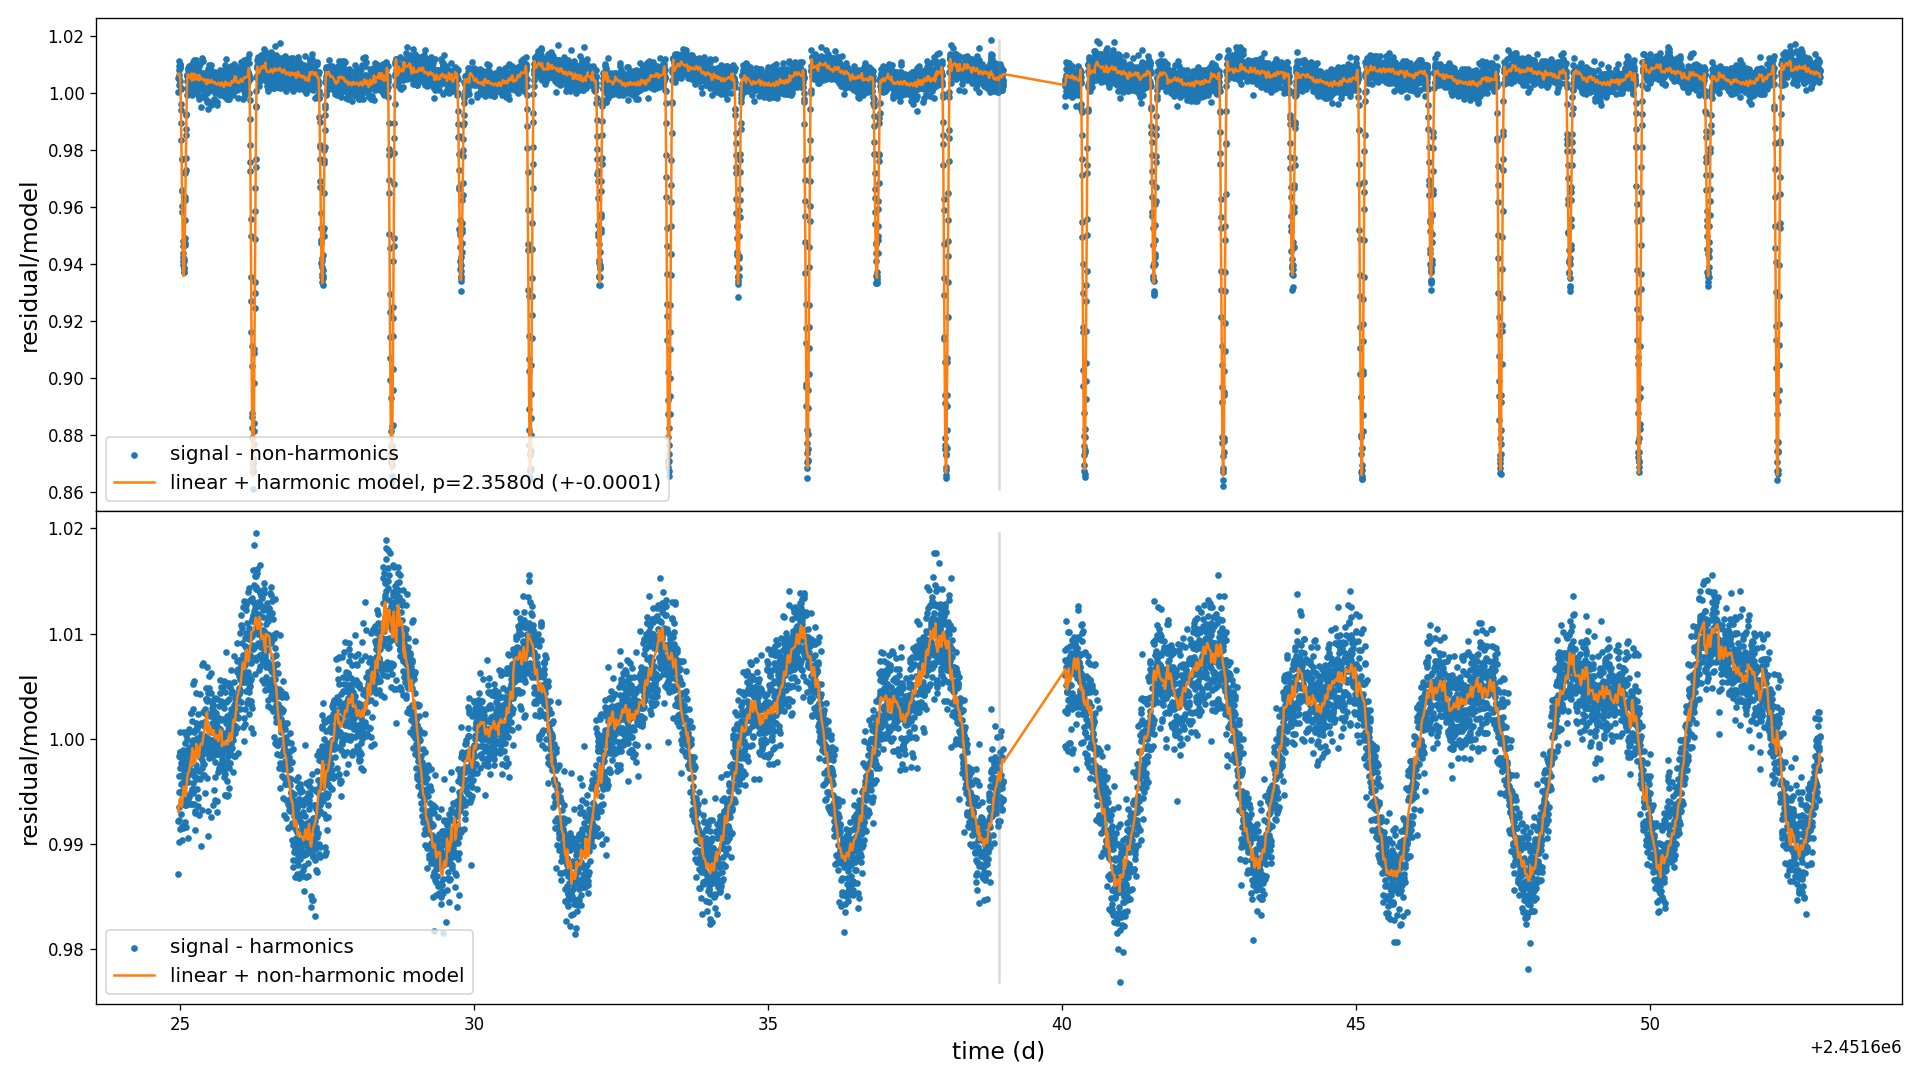 1.02
1.00
0.98
0.96
0.94
0.92
0.90
0.88
0.86
residual/model
signal - non-harmonics
linear + harmonic model, p=2.3580d (+-0.0001)
1.02
1.01
1.00
0.99
0.98
residual/model
signal - harmonics
linear + non-harmonic model
25 30 35 40 45 50
time (d)
+2.4516e6